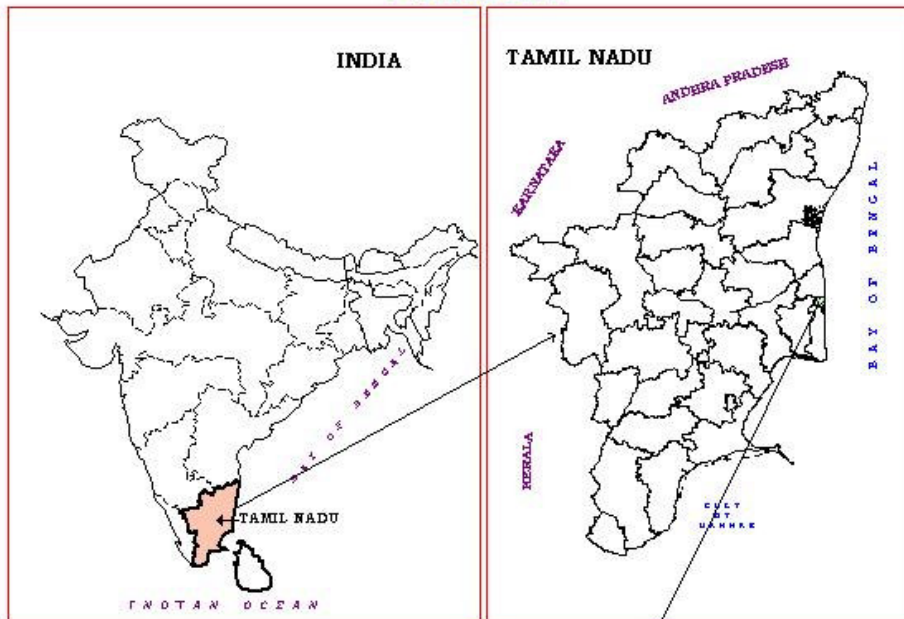 INDIA
BAY OF BENGAL
TAMIL NADU
INDIAN OCEAN
TAMIL NADU
ANDHRA PRADESH
KARNATAKA
BAY OF BENGAL
KERALA